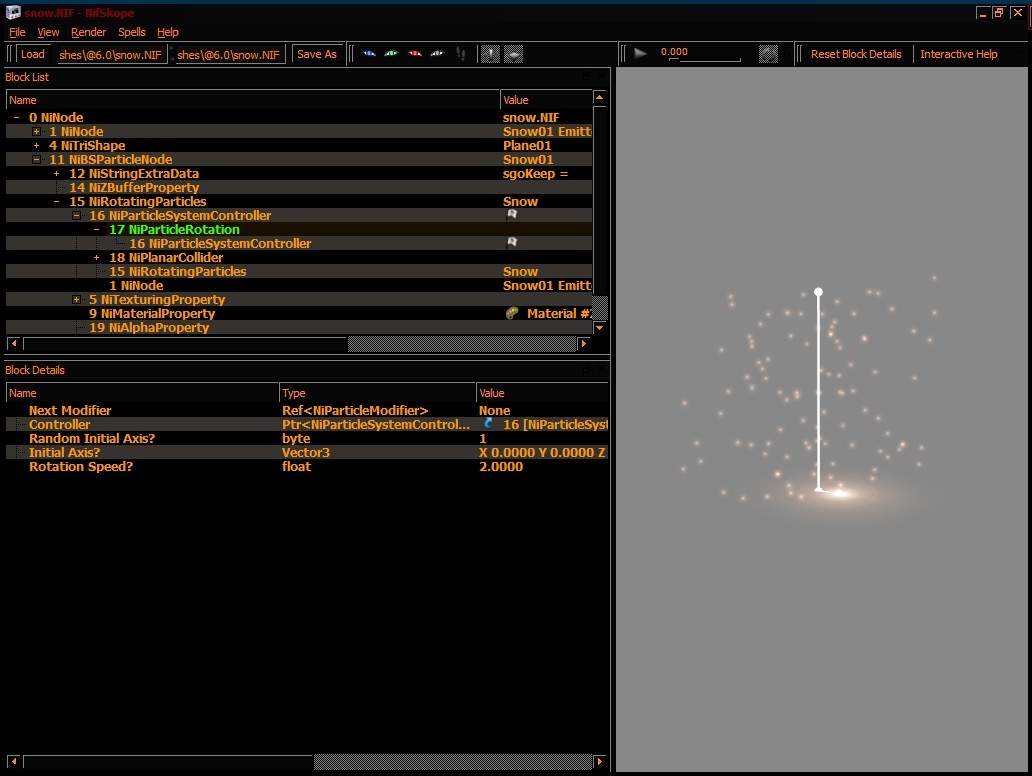 snow.NIF - NifSkope
File View Render Spells Help
Load shes\@6.0\snow.NIF shes\@6.0\snow.NIF Save As 0.000 Reset Block Details Interactive Help
Block List
Name Value
0 NiNode snow.NIF
1 NiNode Snow01 Emitt
4 NiTriShape Plane01
11 NiBSParticleNode Snow01
12 NiStringExtraData sgoKeep =
14 NiZBufferProperty
15 NiRotatingParticles Snow
16 NiParticleSystemController
17 NiParticleRotation
16 NiParticleSystemController
18 NiPlanarCollider
15 NiRotatingParticles Snow
1 NiNode Snow01 Emitt
5 NiTexturingProperty
9 NiMaterialProperty Material #
19 NiAlphaProperty
Block Details
Name Type Value
Next Modifier Ref<NiParticleModifier> None
Controller Ptr<NiParticleSystemControl... 16 [NiParticleSyst
Random Initial Axis? byte 1
Initial Axis? Vector3 X 0.0000 Y 0.0000 Z
Rotation Speed? float 2.0000